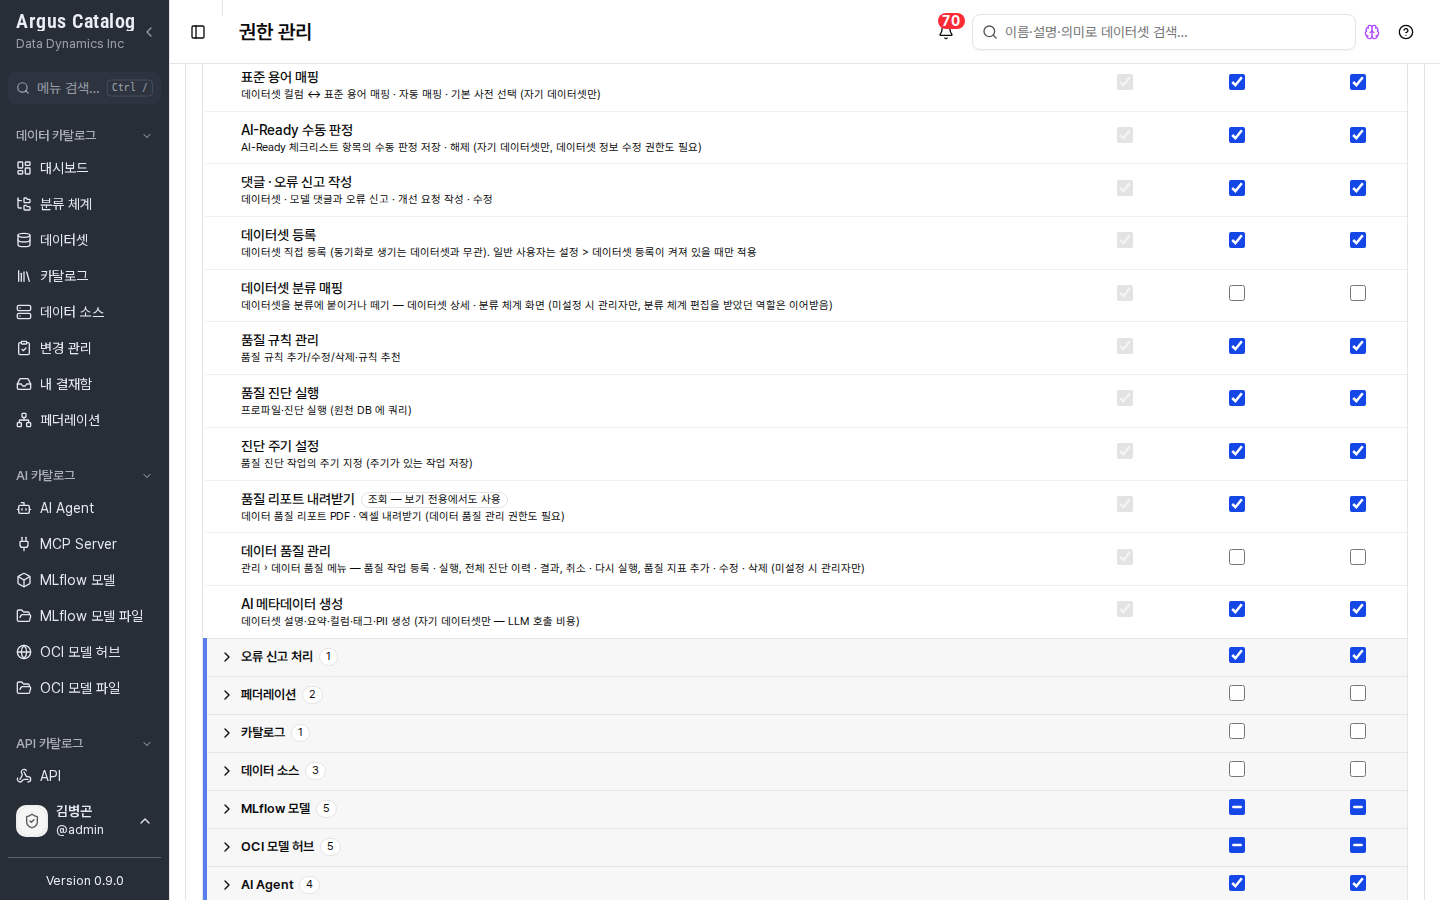 Argus Catalog
Data Dynamics Inc
메뉴 검색... Ctrl /
데이터 카탈로그
대시보드
분류 체계
데이터셋
카탈로그
데이터 소스
변경 관리
내 결재함
페더레이션
AI 카탈로그
AI Agent
MCP Server
MLflow 모델
MLflow 모델 파일
OCI 모델 허브
OCI 모델 파일
API 카탈로그
API
김병곤
@admin
Version 0.9.0
권한 관리
70
이름·설명·의미로 데이터셋 검색...
표준 용어 매핑
데이터셋 컬럼 ↔ 표준 용어 매핑 · 자동 매핑 · 기본 사전 선택 (자기 데이터셋만)
AI-Ready 수동 판정
AI-Ready 체크리스트 항목의 수동 판정 저장 · 해제 (자기 데이터셋만, 데이터셋 정보 수정 권한도 필요)
댓글 · 오류 신고 작성
데이터셋 · 모델 댓글과 오류 신고 · 개선 요청 작성 · 수정
데이터셋 등록
데이터셋 직접 등록 (동기화로 생기는 데이터셋과 무관). 일반 사용자는 설정 > 데이터셋 등록이 켜져 있을 때만 적용
데이터셋 분류 매핑
데이터셋을 분류에 붙이거나 떼기 — 데이터셋 상세 · 분류 체계 화면 (미설정 시 관리자만, 분류 체계 편집을 받았던 역할은 이어받음)
품질 규칙 관리
품질 규칙 추가/수정/삭제·규칙 추천
품질 진단 실행
프로파일·진단 실행 (원천 DB 에 쿼리)
진단 주기 설정
품질 진단 작업의 주기 지정 (주기가 있는 작업 저장)
품질 리포트 내려받기 조회 — 보기 전용에서도 사용
데이터 품질 리포트 PDF · 엑셀 내려받기 (데이터 품질 관리 권한도 필요)
데이터 품질 관리
관리 › 데이터 품질 메뉴 — 품질 작업 등록 · 실행, 전체 진단 이력 · 결과, 취소 · 다시 실행, 품질 지표 추가 · 수정 · 삭제 (미설정 시 관리자만)
AI 메타데이터 생성
데이터셋 설명·요약·컬럼·태그·PII 생성 (자기 데이터셋만 — LLM 호출 비용)
오류 신고 처리 1
페더레이션 2
카탈로그 1
데이터 소스 3
MLflow 모델 5
OCI 모델 허브 5
AI Agent 4